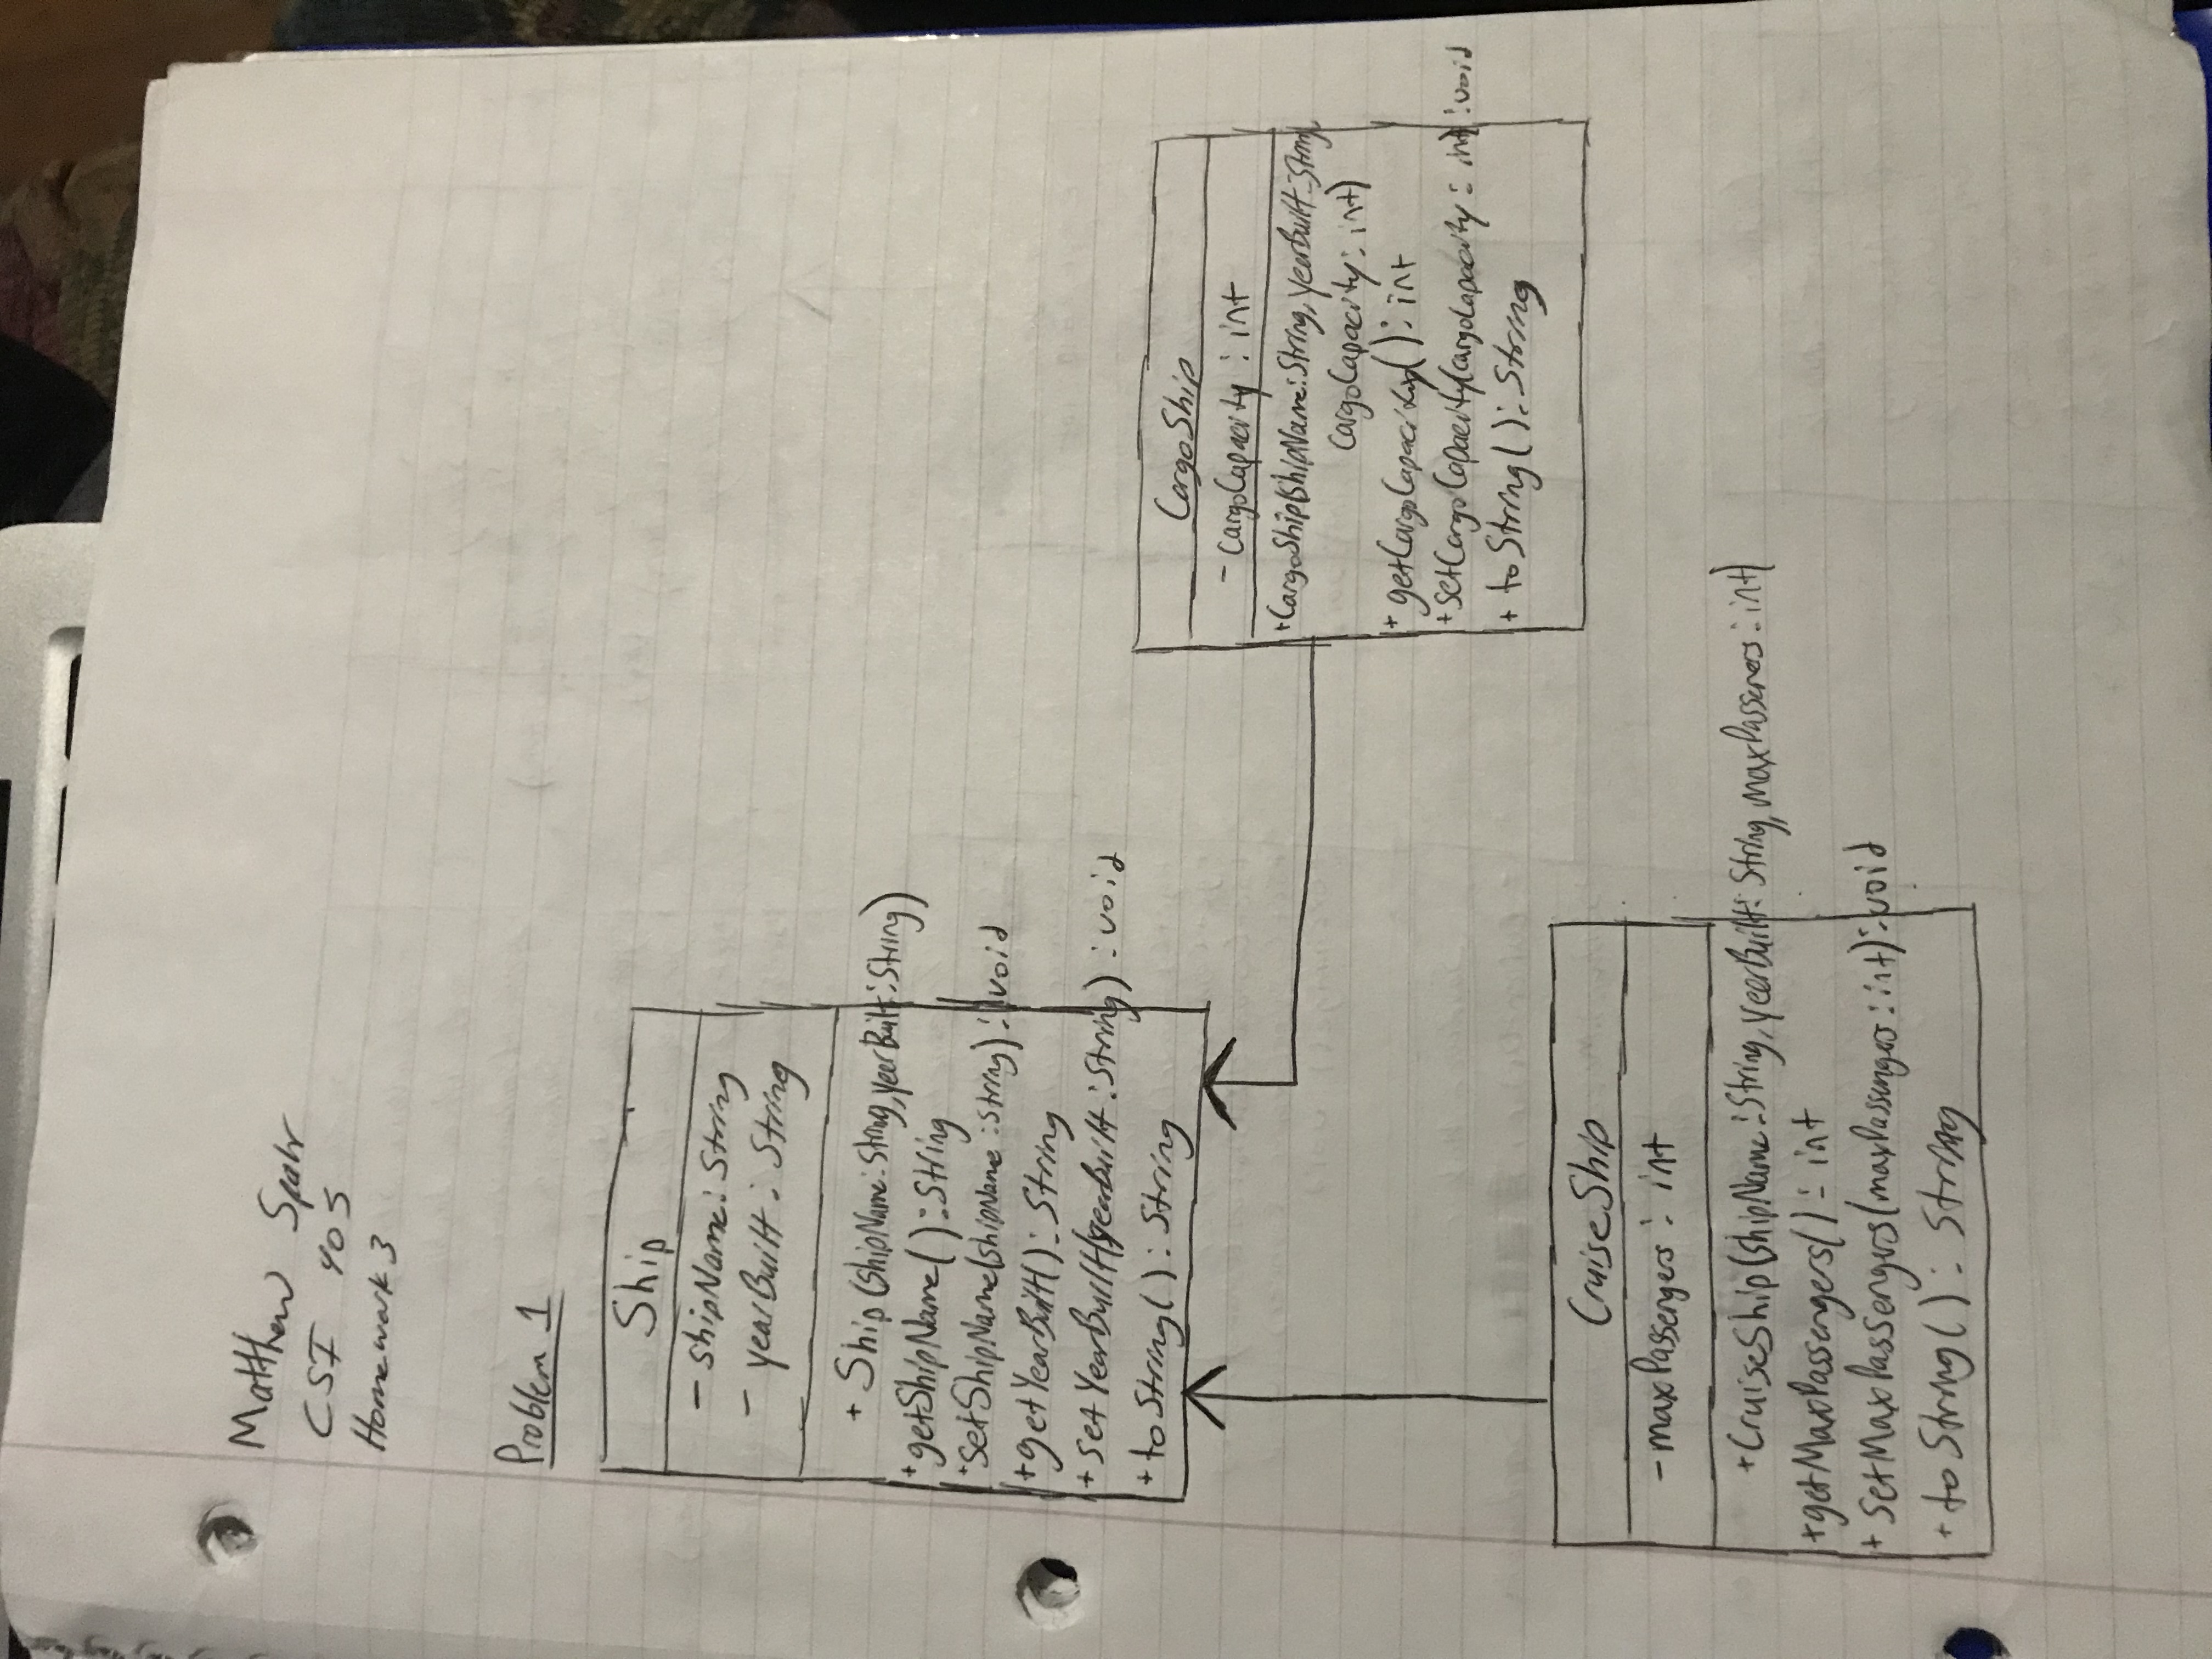 Matthew Spahr
CSI 405
Homework 3
Problem 1
Ship
- shipName : String
- yearBuilt : String
+ Ship(shipName : String, yearBuilt : String)
+ getShipName() : String
+ setShipName(shipName : String) : void
+ getYearBuilt() : String
+ setYearBuilt(yearBuilt : String) : void
+ toString() : String
CruiseShip
- maxPassengers : int
+ CruiseShip(shipName : String, yearBuilt : String, maxPasseners : int)
+ getMaxPassengers() : int
+ setMaxPassengers(maxPassenges : int) : void
+ toString() : String
CargoShip
- CargoCapacity : int
+ CargoShip(ShipName : String, yearBuilt : String,
CargoCapacity : int)
+ getCargoCapacity() : int
+ setCargoCapacity(CargoCapacity : int) : void
+ toString() : String